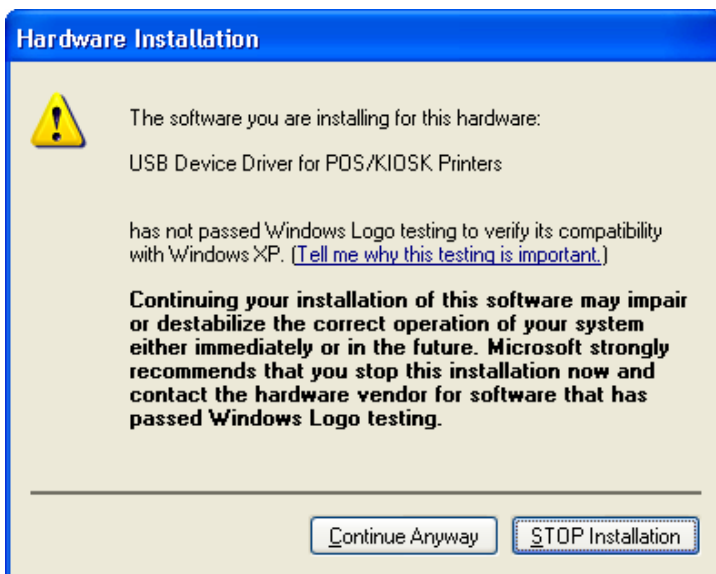 Hardware Installation
The software you are installing for this hardware:
USB Device Driver for POS/KIOSK Printers
has not passed Windows Logo testing to verify its compatibility
with Windows XP. (Tell me why this testing is important.)
Continuing your installation of this software may impair
or destabilize the correct operation of your system
either immediately or in the future. Microsoft strongly
recommends that you stop this installation now and
contact the hardware vendor for software that has
passed Windows Logo testing.
Continue Anyway
STOP Installation